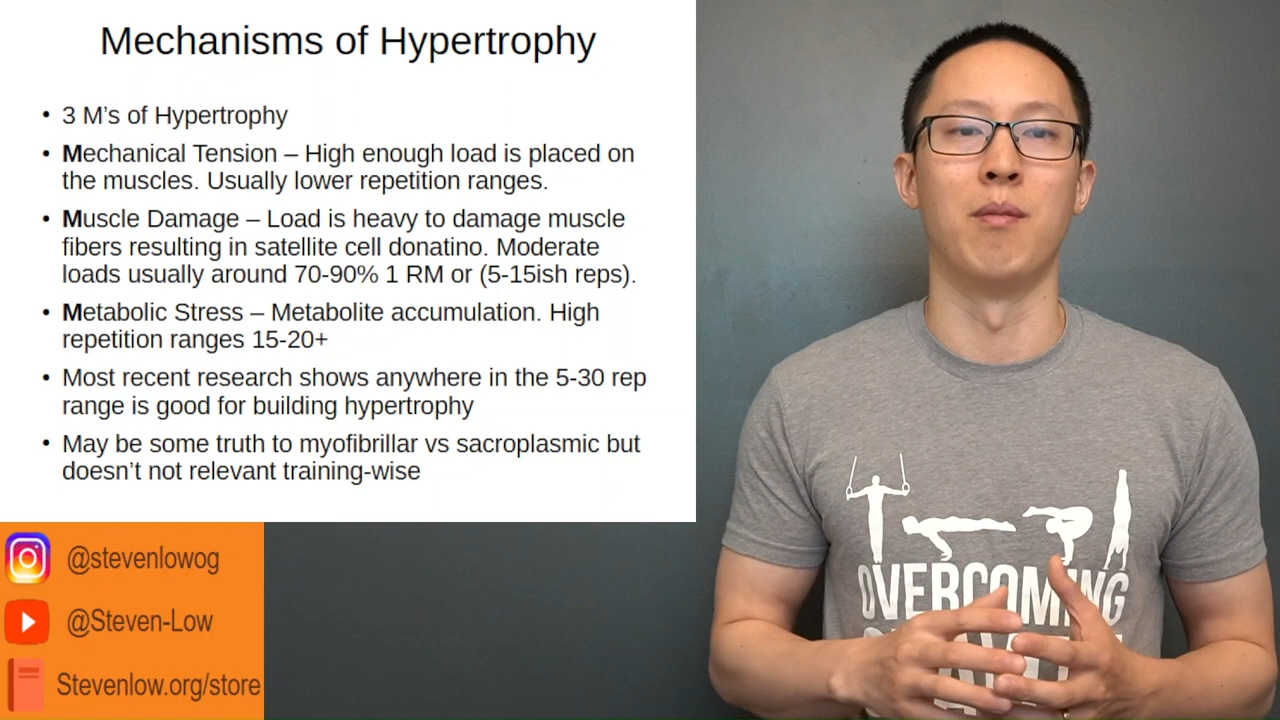 Mechanisms of Hypertrophy
• 3 M’s of Hypertrophy
• Mechanical Tension – High enough load is placed on
the muscles. Usually lower repetition ranges.
• Muscle Damage – Load is heavy to damage muscle
fibers resulting in satellite cell donatino. Moderate
loads usually around 70-90% 1 RM or (5-15ish reps).
• Metabolic Stress – Metabolite accumulation. High
repetition ranges 15-20+
• Most recent research shows anywhere in the 5-30 rep
range is good for building hypertrophy
• May be some truth to myofibrillar vs sacroplasmic but
doesn’t not relevant training-wise
@stevenlowog
@Steven-Low
Stevenlow.org/store
OVERCOMING